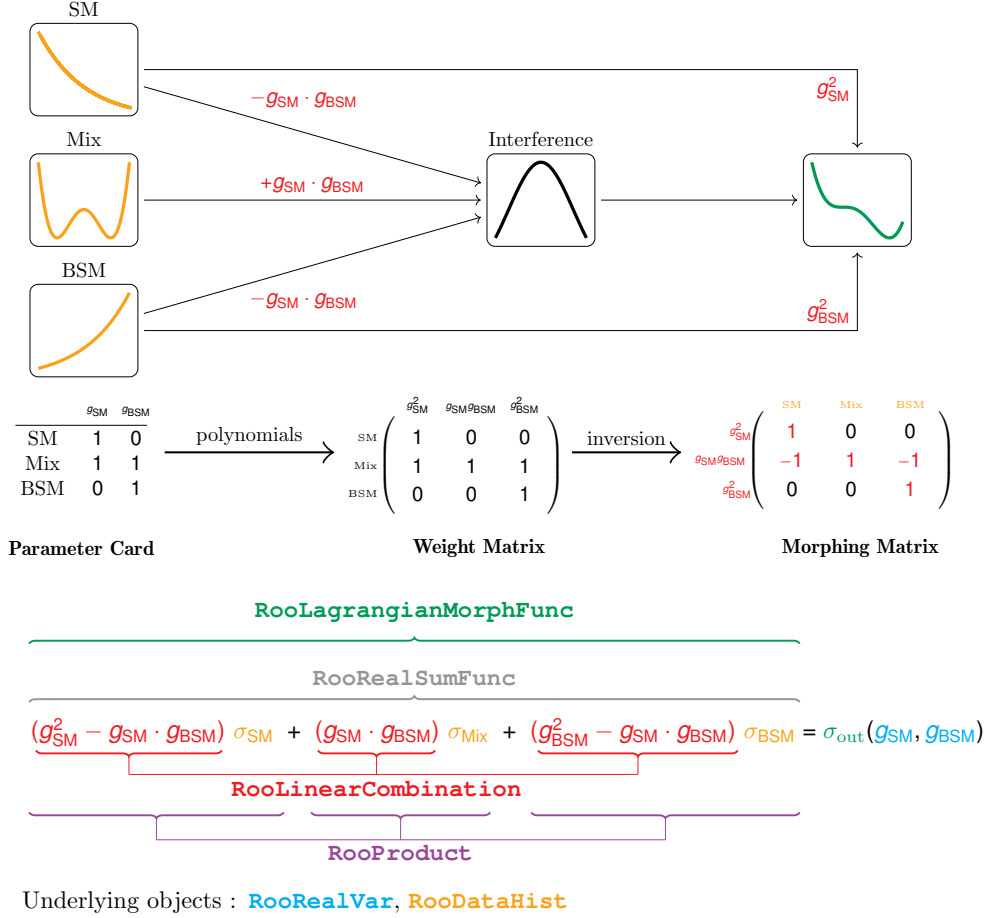 SM
g²_SM
−g_SM · g_BSM
Mix
Interference
+g_SM · g_BSM
BSM
−g_SM · g_BSM
g²_BSM
g_SM g_BSM
SM 1 0
Mix 1 1
BSM 0 1
Parameter Card
polynomials
g²_SM g_SM g_BSM g²_BSM
SM 1 0 0
Mix 1 1 1
BSM 0 0 1
Weight Matrix
inversion
SM Mix BSM
g²_SM 1 0 0
g_SM g_BSM −1 1 −1
g²_BSM 0 0 1
Morphing Matrix
RooLagrangianMorphFunc
RooRealSumFunc
(g²_SM − g_SM · g_BSM) σ_SM + (g_SM · g_BSM) σ_Mix + (g²_BSM − g_SM · g_BSM) σ_BSM = σ_out(g_SM, g_BSM)
RooLinearCombination
RooProduct
Underlying objects : RooRealVar, RooDataHist